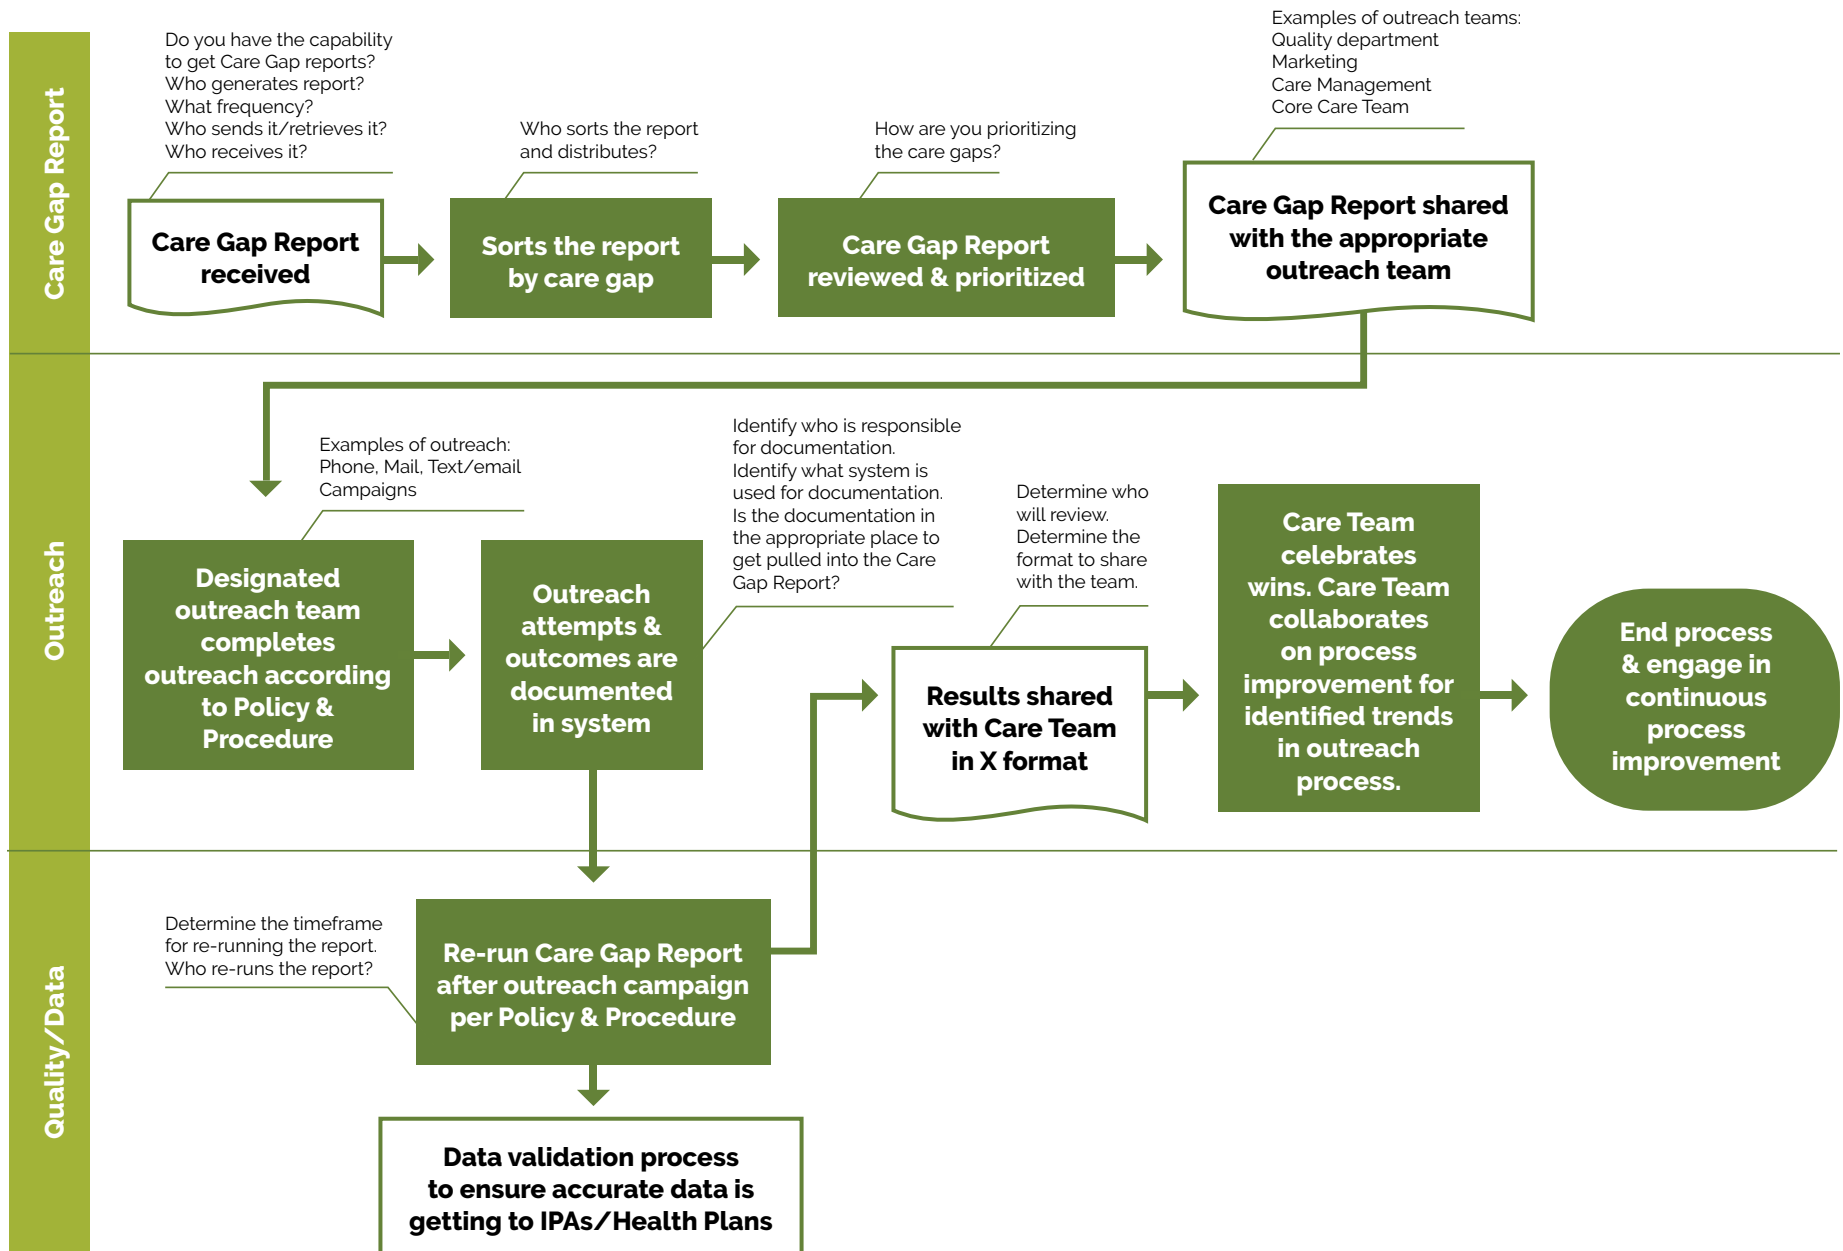 Care Gap Report
Do you have the capability
to get Care Gap reports?
Who generates report?
What frequency?
Who sends it/retrieves it?
Who receives it?
Care Gap Report
received
Who sorts the report
and distributes?
Sorts the report
by care gap
How are you prioritizing
the care gaps?
Care Gap Report
reviewed & prioritized
Examples of outreach teams:
Quality department
Marketing
Care Management
Core Care Team
Care Gap Report shared
with the appropriate
outreach team
Outreach
Examples of outreach:
Phone, Mail, Text/email
Campaigns
Designated
outreach team
completes
outreach according
to Policy &
Procedure
Identify who is responsible
for documentation.
Identify what system is
used for documentation.
Is the documentation in
the appropriate place to
get pulled into the Care
Gap Report?
Outreach
attempts &
outcomes are
documented
in system
Determine who
will review.
Determine the
format to share
with the team.
Results shared
with Care Team
in X format
Care Team
celebrates
wins. Care Team
collaborates
on process
improvement for
identified trends
in outreach
process.
End process
& engage in
continuous
process
improvement
Quality/Data
Determine the timeframe
for re-running the report.
Who re-runs the report?
Re-run Care Gap Report
after outreach campaign
per Policy & Procedure
Data validation process
to ensure accurate data is
getting to IPAs/Health Plans